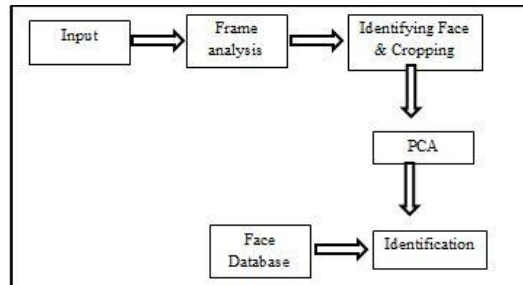 Input
Frame
analysis
Identifying Face
& Cropping
PCA
Face
Database
Identification